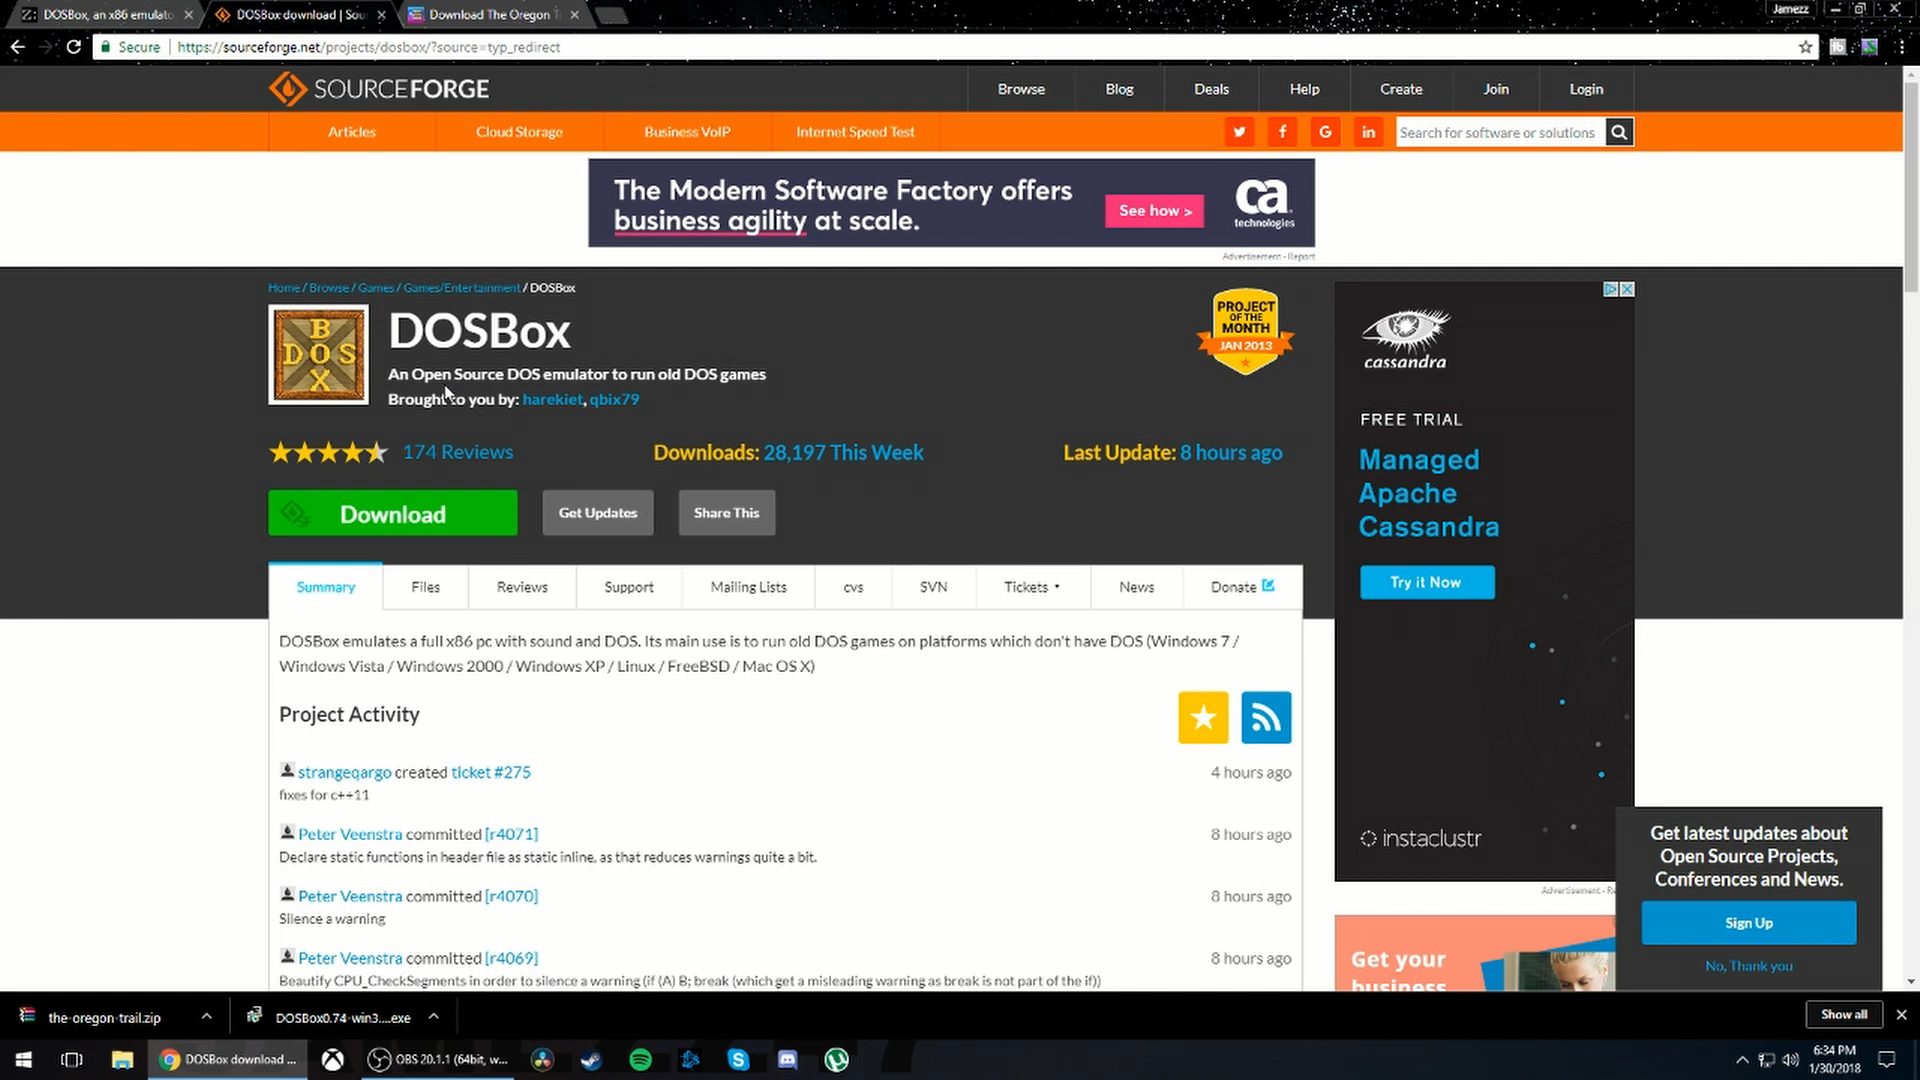 DOSBox, an x86 emulato
DOSBox download | Sou
Download The Oregon T
Jamezz
Secure
https://sourceforge.net/projects/dosbox/?source=typ_redirect
SOURCEFORGE
Browse
Blog
Deals
Help
Create
Join
Login
Articles
Cloud Storage
Business VoIP
Internet Speed Test
Search for software or solutions
The Modern Software Factory offers
business agility at scale.
See how >
ca
technologies
Advertisement - Report
Home / Browse / Games / Games/Entertainment / DOSBox
BOX
DOS
DOSBox
An Open Source DOS emulator to run old DOS games
Brought to you by: harekiet, qbix79
PROJECT
OF THE
MONTH
JAN 2013
174 Reviews
Downloads: 28,197 This Week
Last Update: 8 hours ago
Download
Get Updates
Share This
cassandra
FREE TRIAL
Managed
Apache
Cassandra
Try it Now
instaclustr
Summary
Files
Reviews
Support
Mailing Lists
cvs
SVN
Tickets
News
Donate
DOSBox emulates a full x86 pc with sound and DOS. Its main use is to run old DOS games on platforms which don't have DOS (Windows 7 /
Windows Vista / Windows 2000 / Windows XP / Linux / FreeBSD / Mac OS X)
Project Activity
strangeqargo created ticket #275
4 hours ago
fixes for c++11
Peter Veenstra committed [r4071]
8 hours ago
Declare static functions in header file as static inline, as that reduces warnings quite a bit.
Peter Veenstra committed [r4070]
8 hours ago
Silence a warning
Peter Veenstra committed [r4069]
8 hours ago
Beautify CPU_CheckSegments in order to silence a warning (if (A) B; break (which get a misleading warning as break is not part of the if))
Advertisement - Re
Get your
business
Get latest updates about
Open Source Projects,
Conferences and News.
Sign Up
No, Thank you
the-oregon-trail.zip
DOSBox0.74-win3....exe
Show all
DOSBox download ...
OBS 20.1.1 (64bit, w...
6:34 PM
1/30/2018